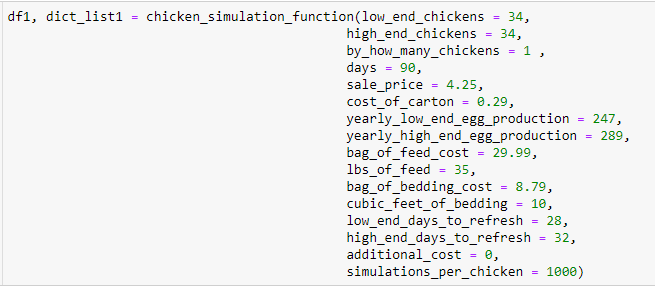 df1, dict_list1 = chicken_simulation_function(low_end_chickens = 34,
high_end_chickens = 34,
by_how_many_chickens = 1 ,
days = 90,
sale_price = 4.25,
cost_of_carton = 0.29,
yearly_low_end_egg_production = 247,
yearly_high_end_egg_production = 289,
bag_of_feed_cost = 29.99,
lbs_of_feed = 35,
bag_of_bedding_cost = 8.79,
cubic_feet_of_bedding = 10,
low_end_days_to_refresh = 28,
high_end_days_to_refresh = 32,
additional_cost = 0,
simulations_per_chicken = 1000)